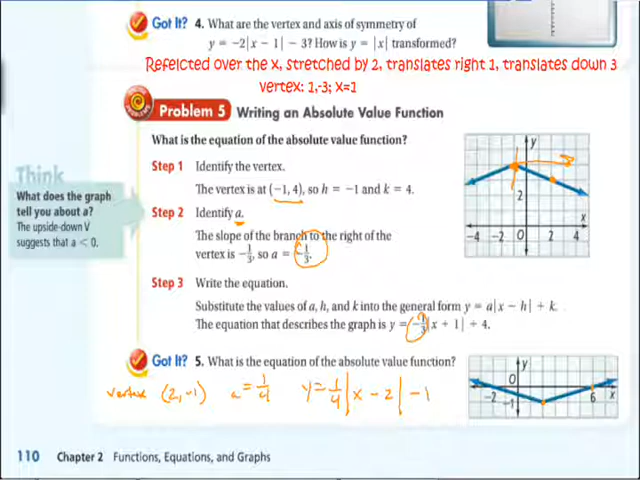 Got It? 4. What are the vertex and axis of symmetry of
y = −2|x − 1| − 3? How is y = |x| transformed?
Refelcted over the x, stretched by 2, translates right 1, translates down 3
vertex: 1,-3; x=1
Problem 5 Writing an Absolute Value Function
What is the equation of the absolute value function?
Think
What does the graph
tell you about a?
The upside-down V
suggests that a < 0.
Step 1 Identify the vertex.
The vertex is at (−1, 4), so h = −1 and k = 4.
Step 2 Identify a.
The slope of the branch to the right of the
vertex is −1/3, so a = −1/3.
Step 3 Write the equation.
Substitute the values of a, h, and k into the general form y = a|x − h| + k.
The equation that describes the graph is y = −1/3|x + 1| + 4.
y
2
x
−4 −2 O 2 4
Got It? 5. What is the equation of the absolute value function?
vertex (2,-1) a = 1/4 y = 1/4 |x − 2| − 1
y
O
−2 6 x
−1
110 Chapter 2 Functions, Equations, and Graphs